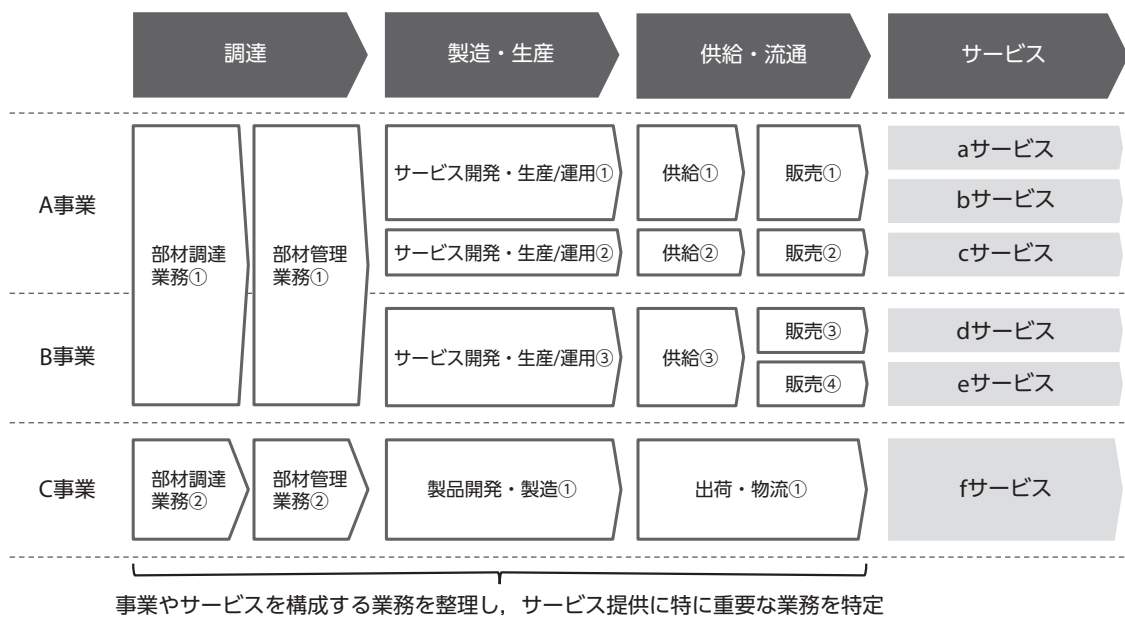 調達
製造・生産
供給・流通
サービス
A事業
部材調達
業務①
部材管理
業務①
サービス開発・生産/運用①
供給①
販売①
aサービス
bサービス
サービス開発・生産/運用②
供給②
販売②
cサービス
B事業
サービス開発・生産/運用③
供給③
販売③
dサービス
販売④
eサービス
C事業
部材調達
業務②
部材管理
業務②
製品開発・製造①
出荷・物流①
fサービス
事業やサービスを構成する業務を整理し，サービス提供に特に重要な業務を特定